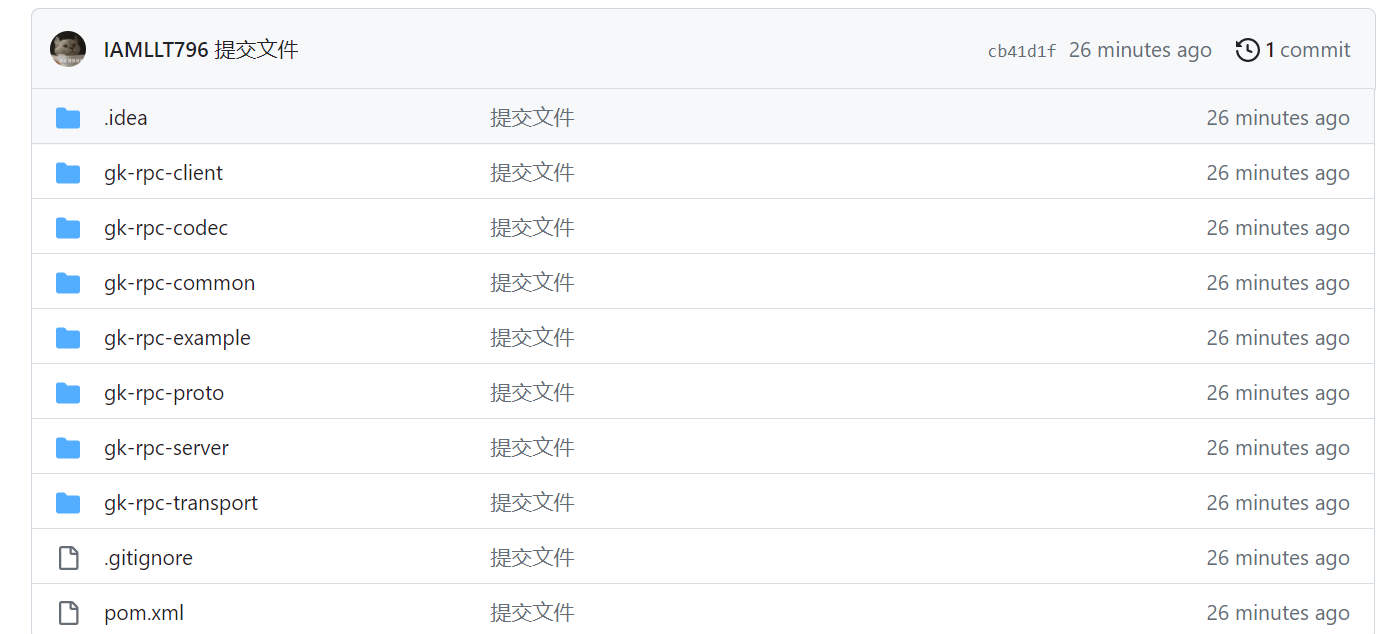 IAMLLT796 提交文件 cb41d1f 26 minutes ago 1 commit
.idea 提交文件 26 minutes ago
gk-rpc-client 提交文件 26 minutes ago
gk-rpc-codec 提交文件 26 minutes ago
gk-rpc-common 提交文件 26 minutes ago
gk-rpc-example 提交文件 26 minutes ago
gk-rpc-proto 提交文件 26 minutes ago
gk-rpc-server 提交文件 26 minutes ago
gk-rpc-transport 提交文件 26 minutes ago
.gitignore 提交文件 26 minutes ago
pom.xml 提交文件 26 minutes ago